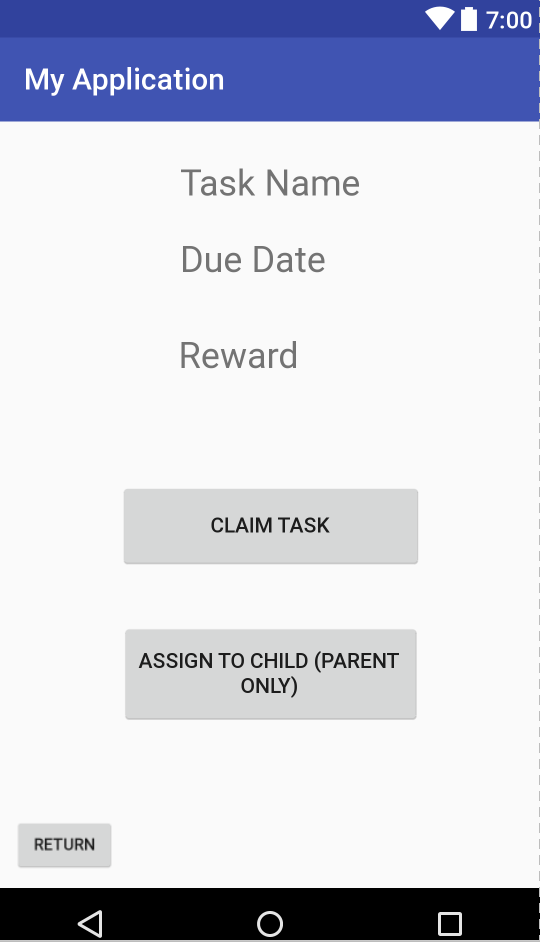 7:00
My Application
Task Name
Due Date
Reward
CLAIM TASK
ASSIGN TO CHILD (PARENT
ONLY)
RETURN